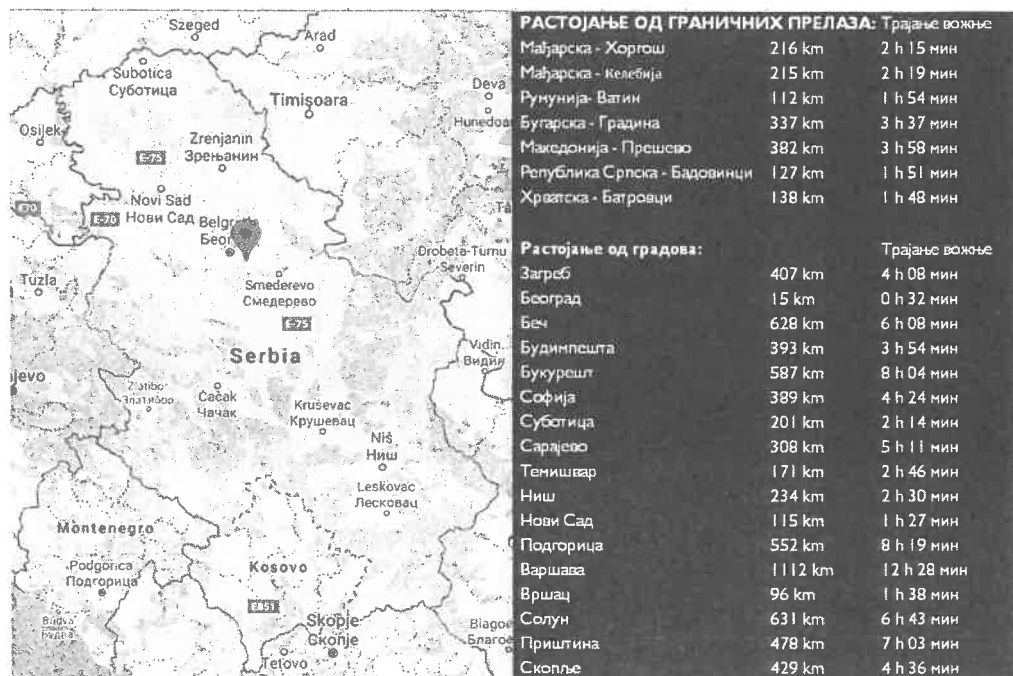 Szeged
Arad
Subotica
Суботица
Timișoara
Deva
Osijek
Zrenjanin
Зрењанин
E-75
Novi Sad
Нови Сад
E70
E-70
Drobeta-Turnu
Severin
Tuzla
Smederevo
Смедерево
E-75
Serbia
Vidin
Видин
Zlatibor
Златибор
Čačak
Чачак
Kruševac
Крушевац
Niš
Ниш
Leskovac
Лесковац
Montenegro
Podgorica
Подгорица
Kosovo
E851
Budva
Будва
Skopje
Скопје
Tetovo
РАСТОЈАЊЕ ОД ГРАНИЧНИХ ПРЕЛАЗА: Трајање вожње
Мађарска - Хоргош 216 km 2 h 15 мин
Мађарска - Келебија 215 km 2 h 19 мин
Румунија- Ватин 112 km 1 h 54 мин
Бугарска - Градина 337 km 3 h 37 мин
Македонија - Прешево 382 km 3 h 58 мин
Република Српска - Бадовинци 127 km 1 h 51 мин
Хрватска - Батровци 138 km 1 h 48 мин
Растојање од градова: Трајање вожње
Загреб 407 km 4 h 08 мин
Београд 15 km 0 h 32 мин
Беч 628 km 6 h 08 мин
Будимпешта 393 km 3 h 54 мин
Букурешт 587 km 8 h 04 мин
Софија 389 km 4 h 24 мин
Суботица 201 km 2 h 14 мин
Сарајево 308 km 5 h 11 мин
Темишвар 171 km 2 h 46 мин
Ниш 234 km 2 h 30 мин
Нови Сад 115 km 1 h 27 мин
Подгорица 552 km 8 h 19 мин
Варшава 1112 km 12 h 28 мин
Вршац 96 km 1 h 38 мин
Солун 631 km 6 h 43 мин
Приштина 478 km 7 h 03 мин
Скопље 429 km 4 h 36 мин